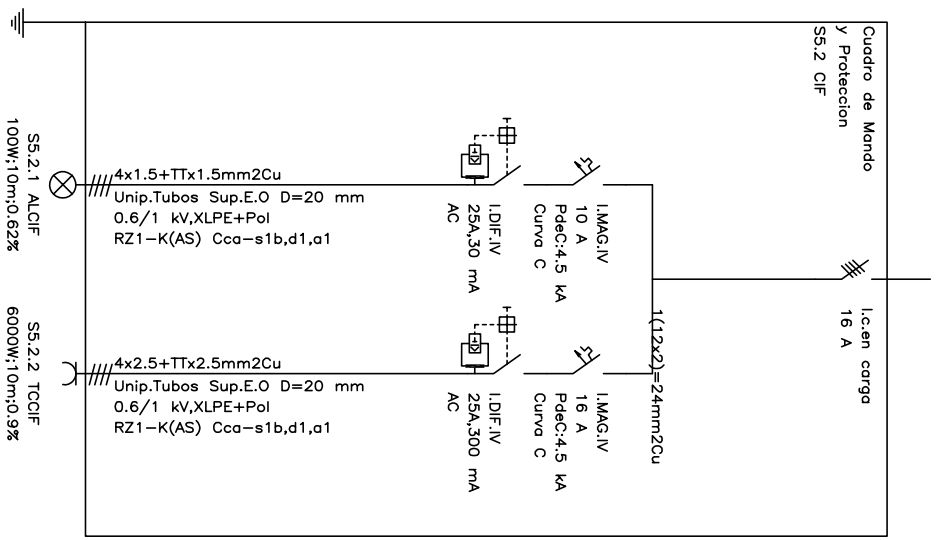 Cuadro de Mando
y Proteccion
S5.2 CIF
I.c.en carga
16 A
1(12x2)=24mm2Cu
I.MAG.IV
10 A
PdeC:4.5 kA
Curva C
I.DIF.IV
25A,30 mA
AC
4x1.5+TTx1.5mm2Cu
Unip.Tubos Sup.E.O D=20 mm
0.6/1 kV,XLPE+Pol
RZ1-K(AS) Cca-s1b,d1,a1
S5.2.1 ALCIF
100W;10m;0.62%
I.MAG.IV
16 A
PdeC:4.5 kA
Curva C
I.DIF.IV
25A,300 mA
AC
4x2.5+TTx2.5mm2Cu
Unip.Tubos Sup.E.O D=20 mm
0.6/1 kV,XLPE+Pol
RZ1-K(AS) Cca-s1b,d1,a1
S5.2.2 TCCIF
6000W;10m;0.9%